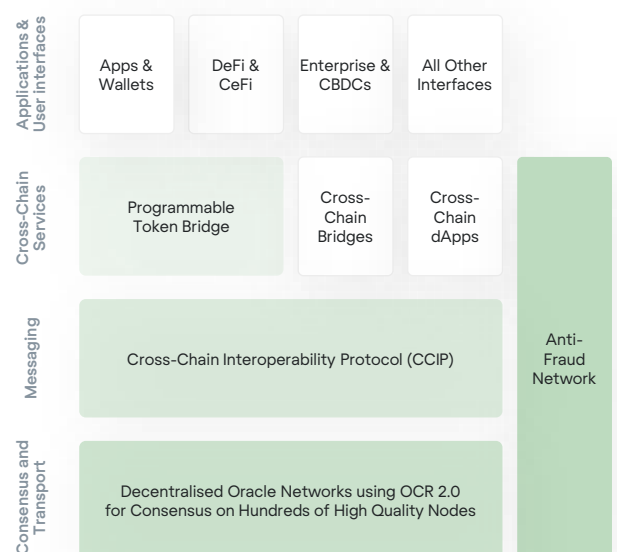 Applications &
User interfaces
Apps &
Wallets
DeFi &
CeFi
Enterprise &
CBDCs
All Other
Interfaces
Cross-Chain
Services
Programmable
Token Bridge
Cross-
Chain
Bridges
Cross-
Chain
dApps
Messaging
Cross-Chain Interoperability Protocol (CCIP)
Anti-
Fraud
Network
Consensus and
Transport
Decentralised Oracle Networks using OCR 2.0
for Consensus on Hundreds of High Quality Nodes